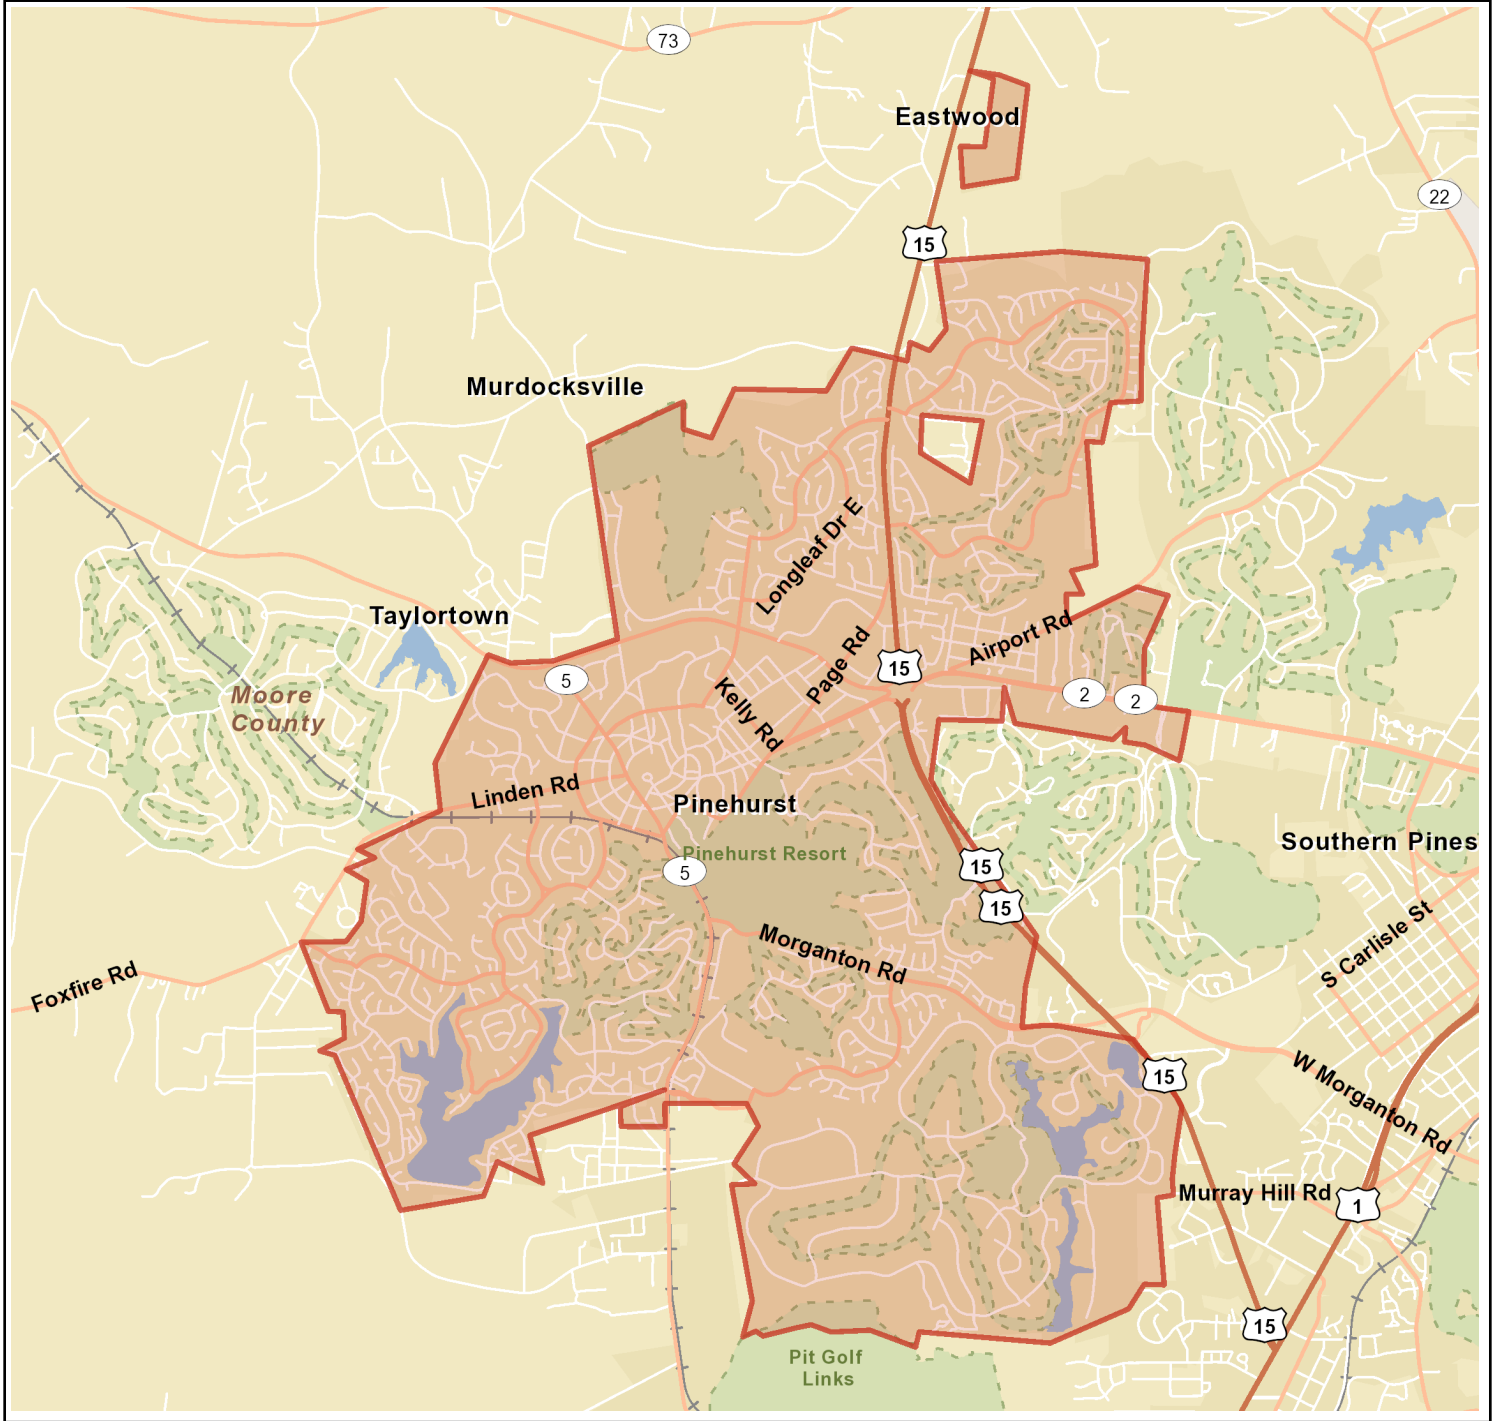 73
Eastwood
22
15
Murdocksville
Longleaf Dr E
Taylortown
Airport Rd
Page Rd
15
5
Kelly Rd
2
2
Moore
County
Linden Rd
Pinehurst
Southern Pines
Pinehurst Resort
15
5
15
S Carlisle St
Morganton Rd
Foxfire Rd
15
W Morganton Rd
Murray Hill Rd
1
15
Pit Golf
Links